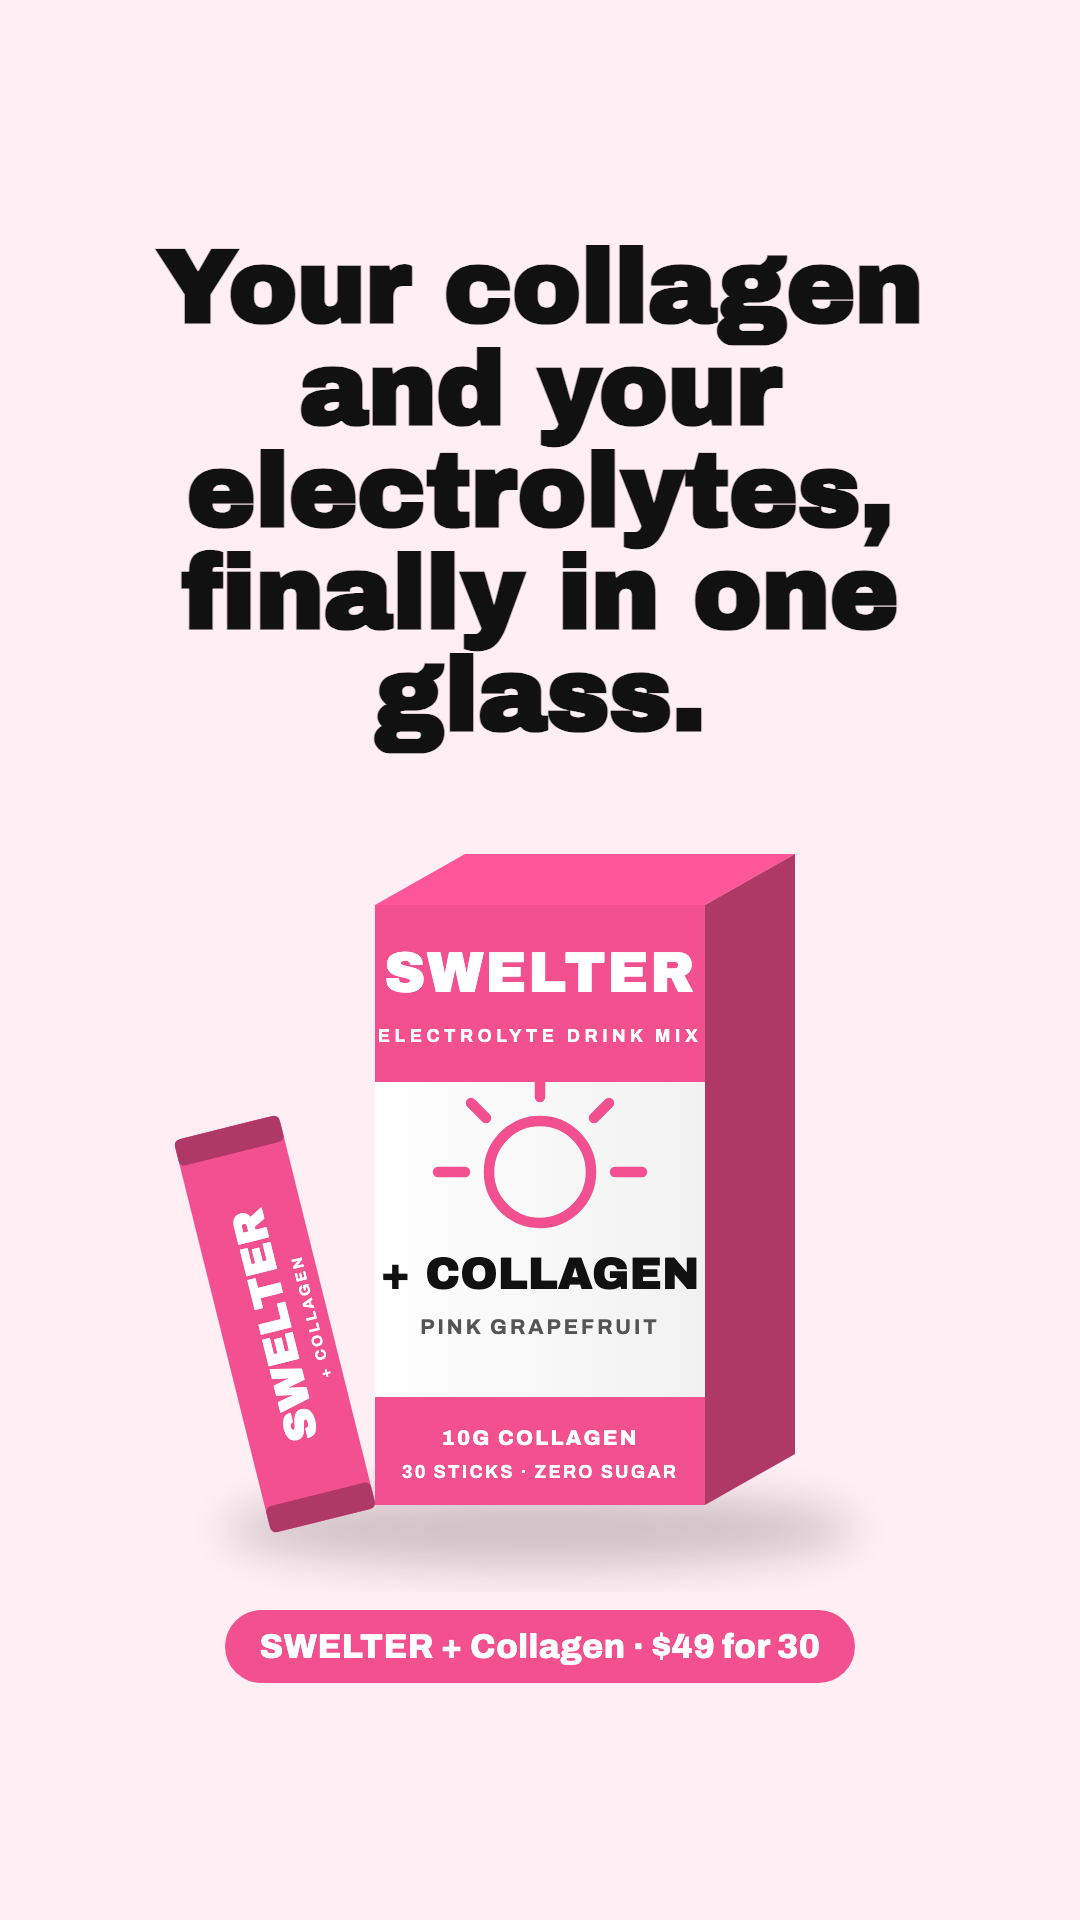 Your collagen
and your
electrolytes,
finally in one
glass.
SWELTER
ELECTROLYTE DRINK MIX
+ COLLAGEN
PINK GRAPEFRUIT
10G COLLAGEN
30 STICKS · ZERO SUGAR
SWELTER
+ COLLAGEN
SWELTER + Collagen · $49 for 30